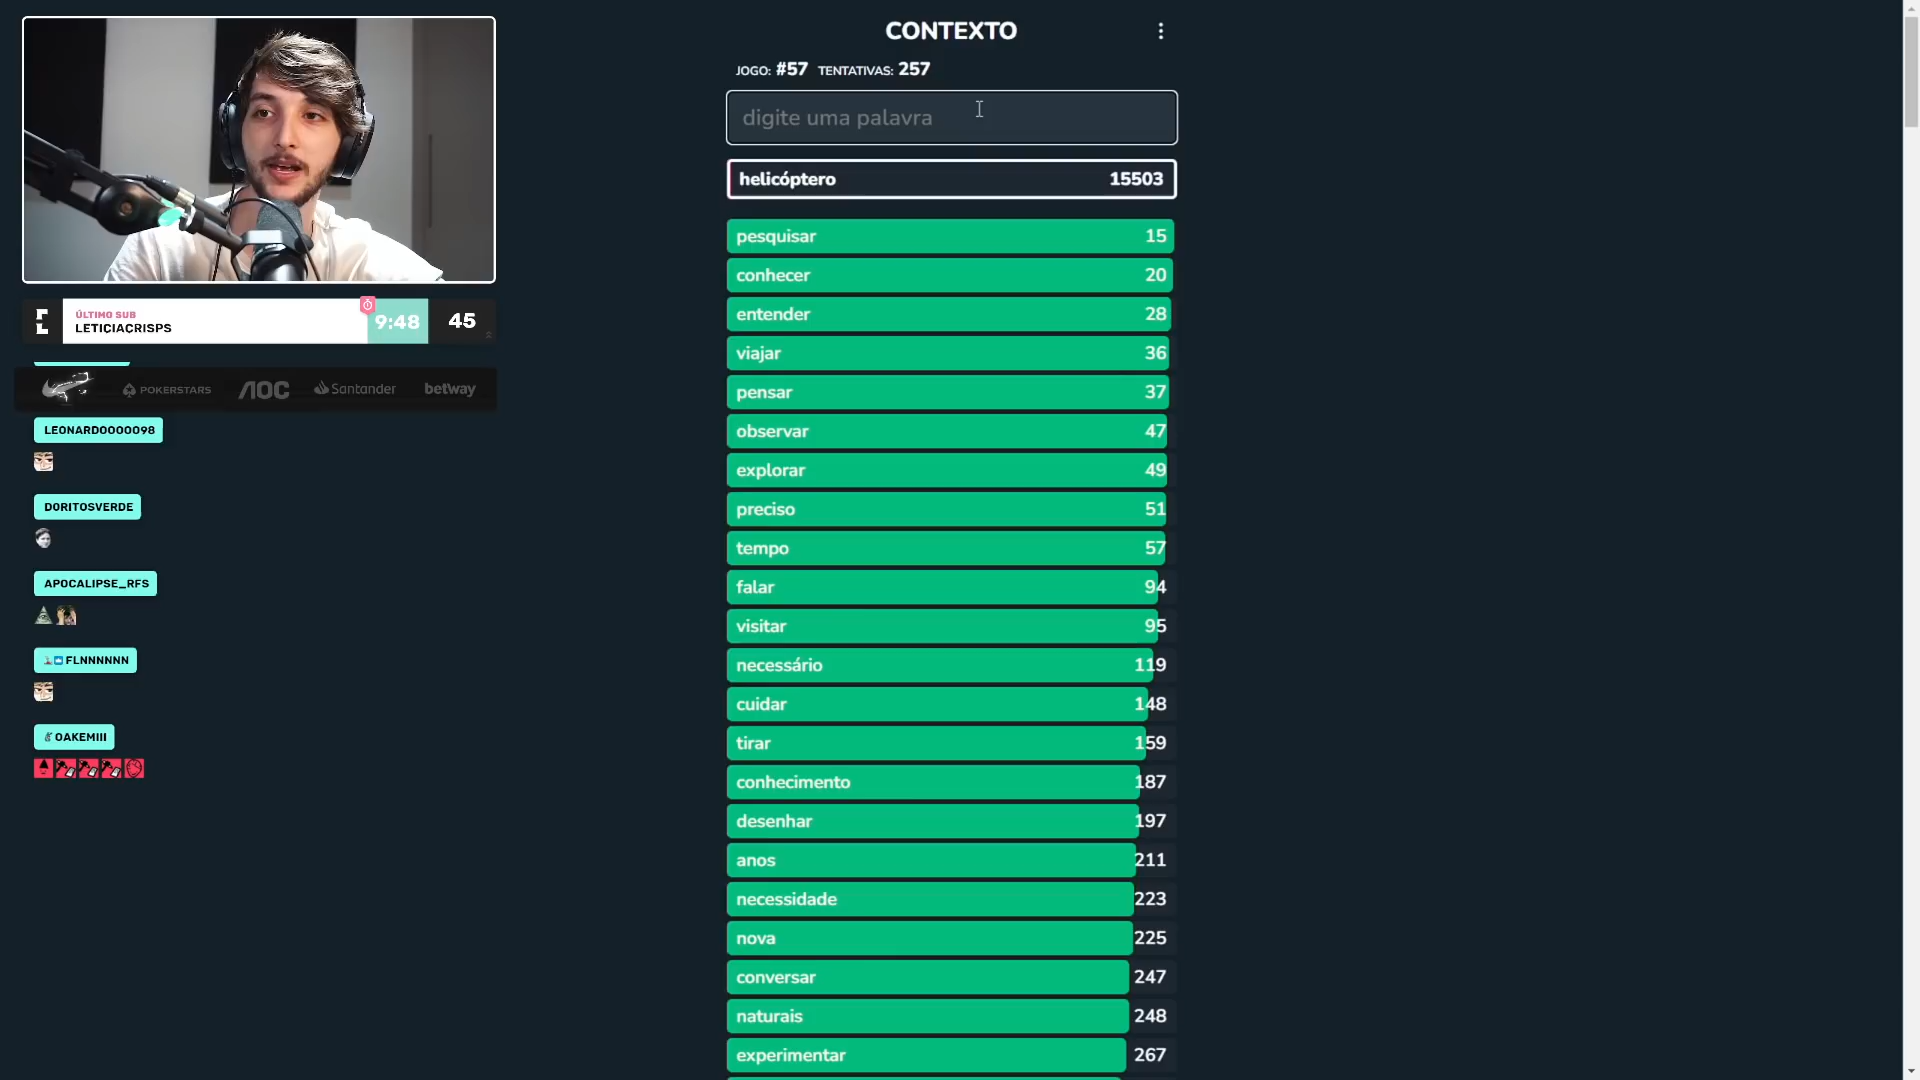 CONTEXTO
JOGO: #57 TENTATIVAS: 257
digite uma palavra
helicóptero 15503
pesquisar 15
conhecer 20
entender 28
viajar 36
pensar 37
observar 47
explorar 49
preciso 51
tempo 57
falar 94
visitar 95
necessário 119
cuidar 148
tirar 159
conhecimento 187
desenhar 197
anos 211
necessidade 223
nova 225
conversar 247
naturais 248
experimentar 267
ÚLTIMO SUB
LETIÇIAÇRISPS
9:48
45
POKERSTARS AOC Santander betway
LEONARDOOOOO98
DORITOSVERDE
APOCALIPSE_RFS
FLNNNNNN
OAKEMIII